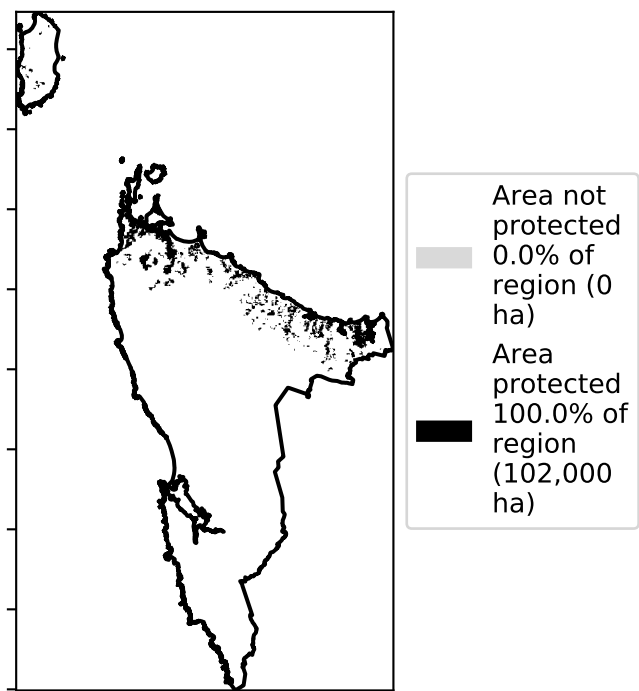 Area not
protected
0.0% of
region (0
ha)
Area
protected
100.0% of
region
(102,000
ha)